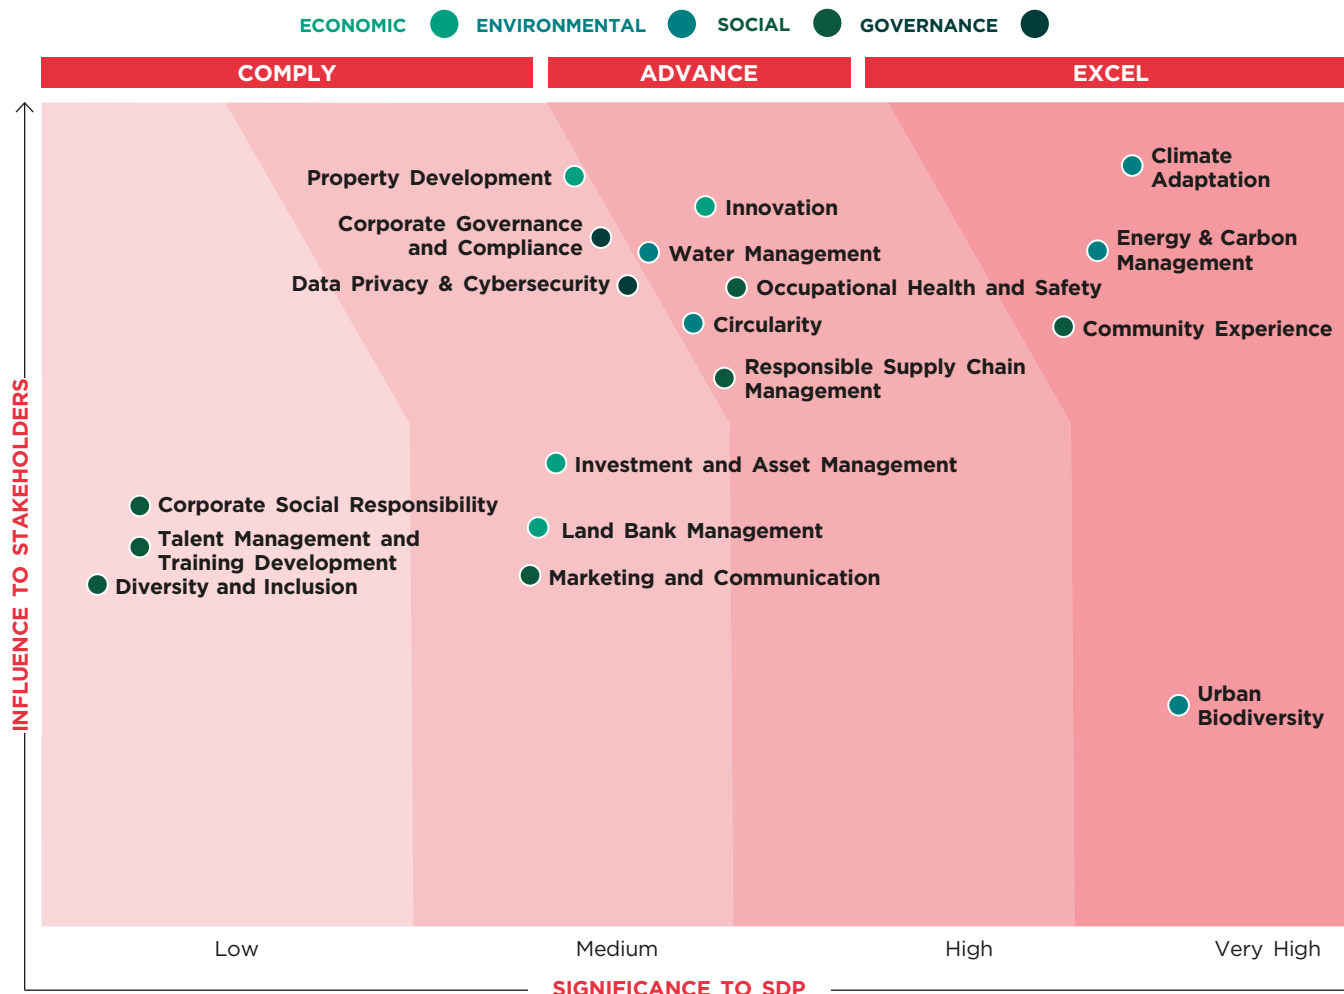 ECONOMIC ENVIRONMENTAL SOCIAL GOVERNANCE
COMPLY ADVANCE EXCEL
INFLUENCE TO STAKEHOLDERS
Climate
Adaptation
Property Development
Innovation
Corporate Governance
and Compliance
Water Management
Energy & Carbon
Management
Data Privacy & Cybersecurity
Occupational Health and Safety
Circularity
Community Experience
Responsible Supply Chain
Management
Investment and Asset Management
Corporate Social Responsibility
Land Bank Management
Talent Management and
Training Development
Marketing and Communication
Diversity and Inclusion
Urban
Biodiversity
Low Medium High Very High
SIGNIFICANCE TO SDP